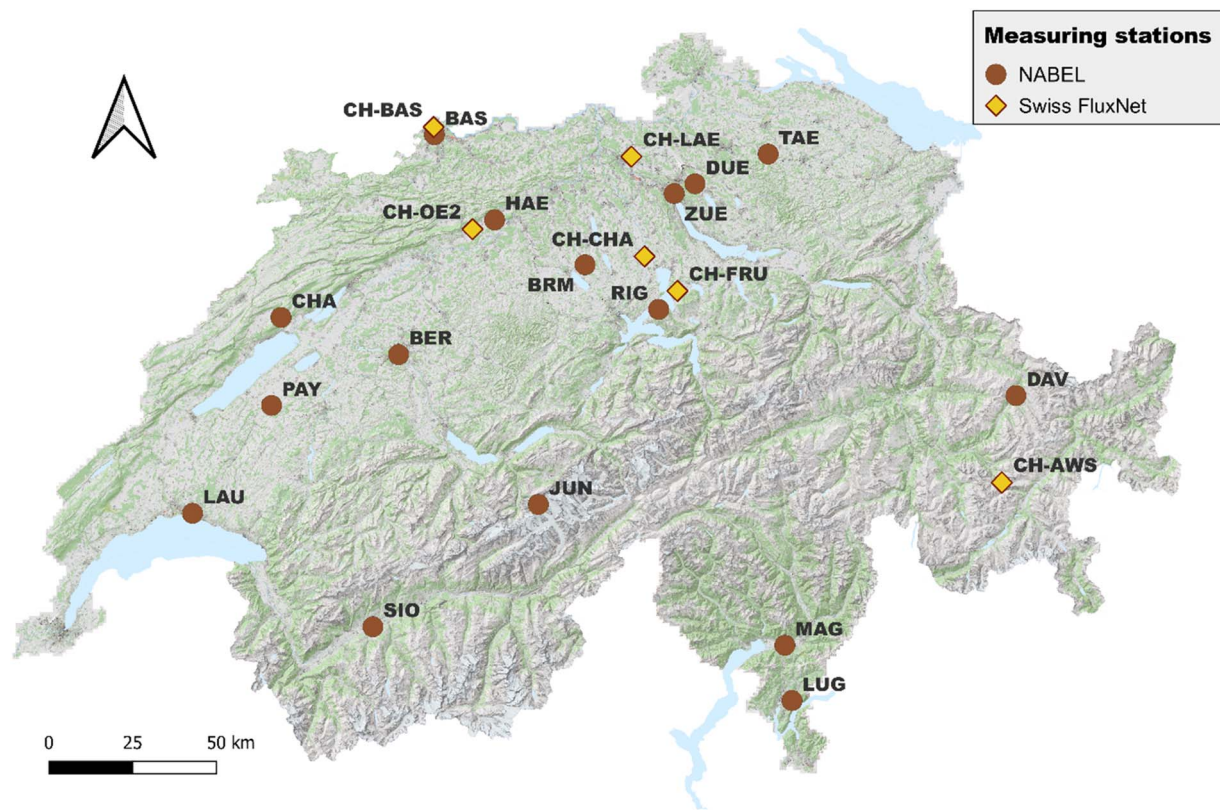 Measuring stations
NABEL
Swiss FluxNet
CH-BAS
BAS
CH-LAE
TAE
DUE
ZUE
HAE
CH-OE2
CH-CHA
BRM
CH-FRU
RIG
CHA
BER
PAY
DAV
CH-AWS
LAU
JUN
SIO
MAG
LUG
0 25 50 km